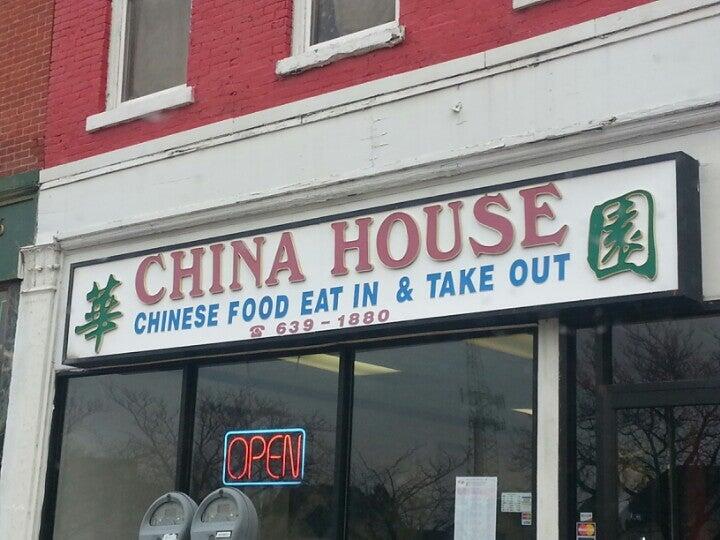 華 CHINA HOUSE 園
CHINESE FOOD EAT IN & TAKE OUT
☎ 639-1880
OPEN